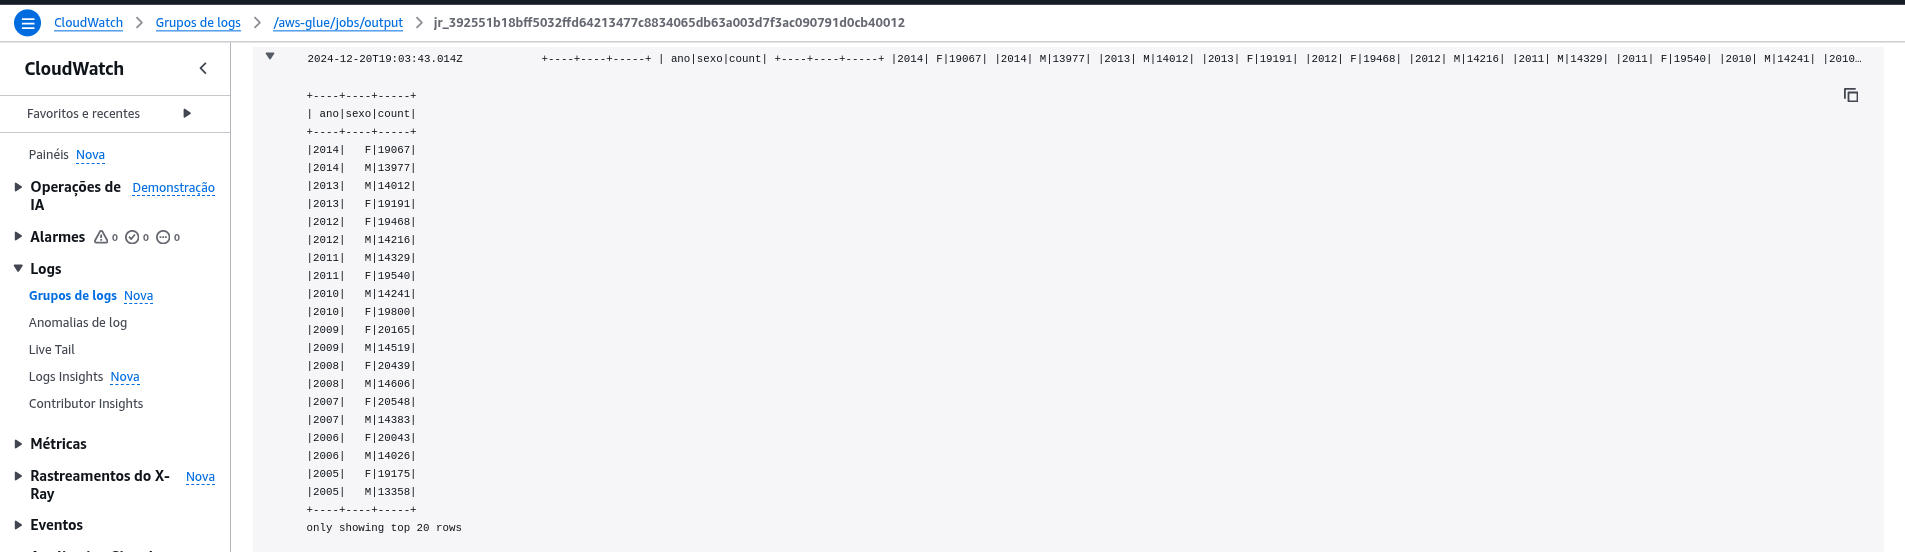 CloudWatch > Grupos de logs > /aws-glue/jobs/output > jr_392551b18bff5032ffd64213477c8834065db63a003d7f3ac090791d0cb40012
CloudWatch
Favoritos e recentes
Painéis Nova
Operações de IA Demonstração
Alarmes 0 0 0
Logs
Grupos de logs Nova
Anomalias de log
Live Tail
Logs Insights Nova
Contributor Insights
Métricas
Rastreamentos do X-Ray Nova
Eventos
2024-12-20T19:03:43.014Z +----+----+-----+ | ano|sexo|count| +----+----+-----+ |2014| F|19067| |2014| M|13977| |2013| M|14012| |2013| F|19191| |2012| F|19468| |2012| M|14216| |2011| M|14329| |2011| F|19540| |2010| M|14241| |2010…
+----+----+-----+
| ano|sexo|count|
+----+----+-----+
|2014|   F|19067|
|2014|   M|13977|
|2013|   M|14012|
|2013|   F|19191|
|2012|   F|19468|
|2012|   M|14216|
|2011|   M|14329|
|2011|   F|19540|
|2010|   M|14241|
|2010|   F|19800|
|2009|   F|20165|
|2009|   M|14519|
|2008|   F|20439|
|2008|   M|14606|
|2007|   F|20548|
|2007|   M|14383|
|2006|   F|20043|
|2006|   M|14026|
|2005|   F|19175|
|2005|   M|13358|
+----+----+-----+
only showing top 20 rows